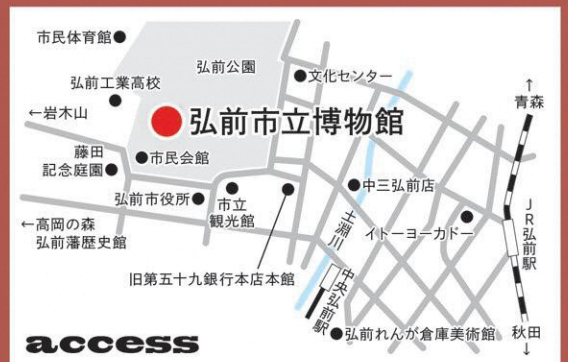 市民体育館
弘前公園
文化センター
弘前工業高校
↑
青森
←岩木山
弘前市立博物館
藤田
記念庭園
市民会館
中三弘前店
弘前市役所
市立
観光館
イトーヨーカドー
JR弘前駅
←高岡の森
弘前藩歴史館
土淵川
旧第五十九銀行本店本館
中央弘前駅
弘前れんが倉庫美術館
秋田
↓
access